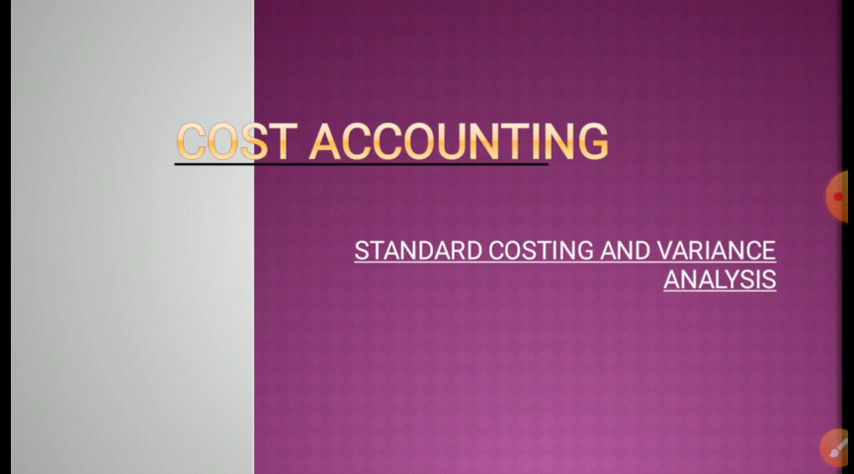 COST ACCOUNTING
STANDARD COSTING AND VARIANCE
ANALYSIS